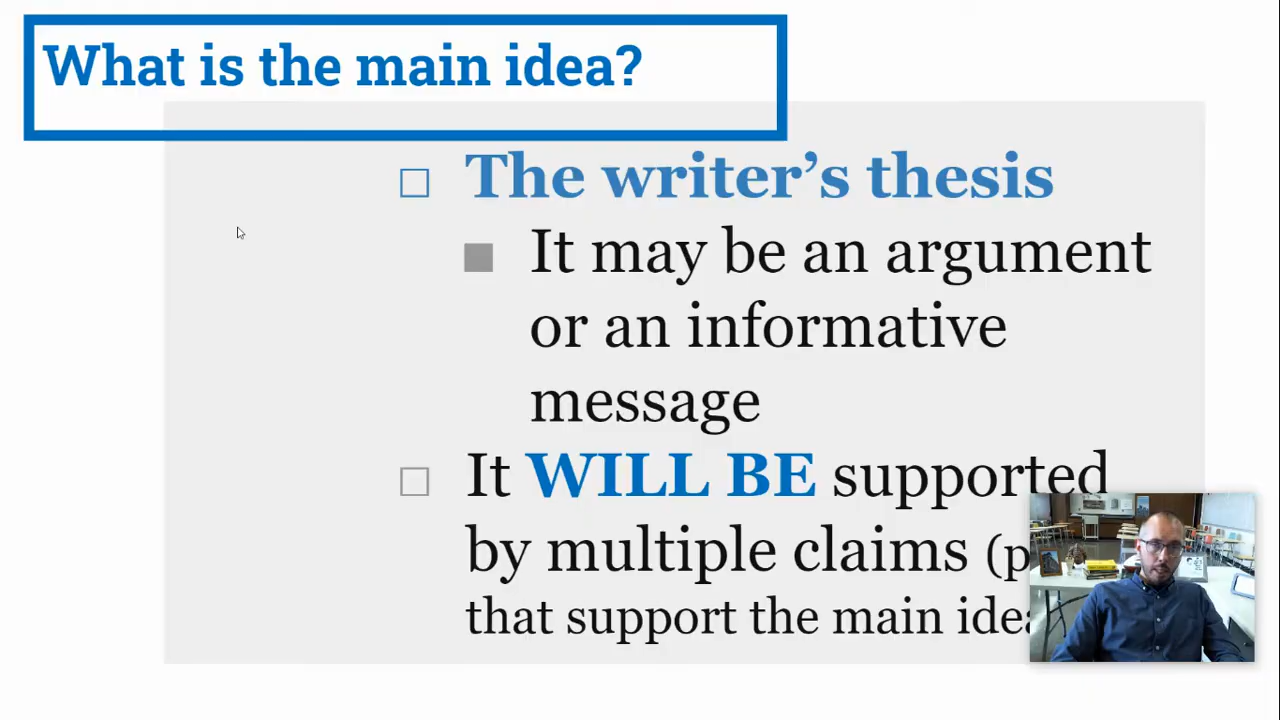 What is the main idea?
The writer’s thesis
It may be an argument
or an informative
message
It WILL BE supported
by multiple claims
that support the main